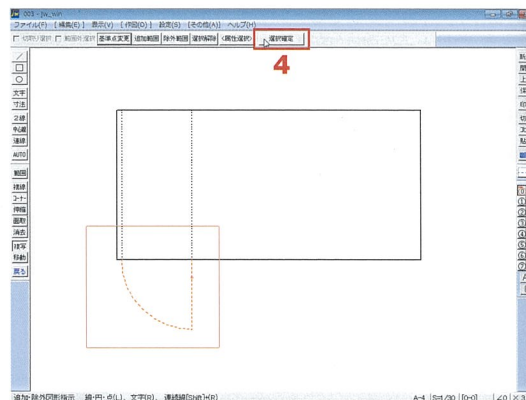 001 - jw_win
ファイル(F) [編集(E)] 表示(V) [作図(D)] 設定(S) [その他(A)] ヘルプ(H)
切取り選択 範囲外選択 基準点変更 追加範囲 除外範囲 選択解除 <属性選択> 選択確定
4
文字
寸法
2線
中心線
連線
AUTO
範囲
複線
コーナー
伸縮
面取
消去
複写
移動
戻る
追加・除外図形指示 線・円・点(L)、文字(R)、連続線[Shift]+(R)
A-4 S=1/30 [0-0] ∠0